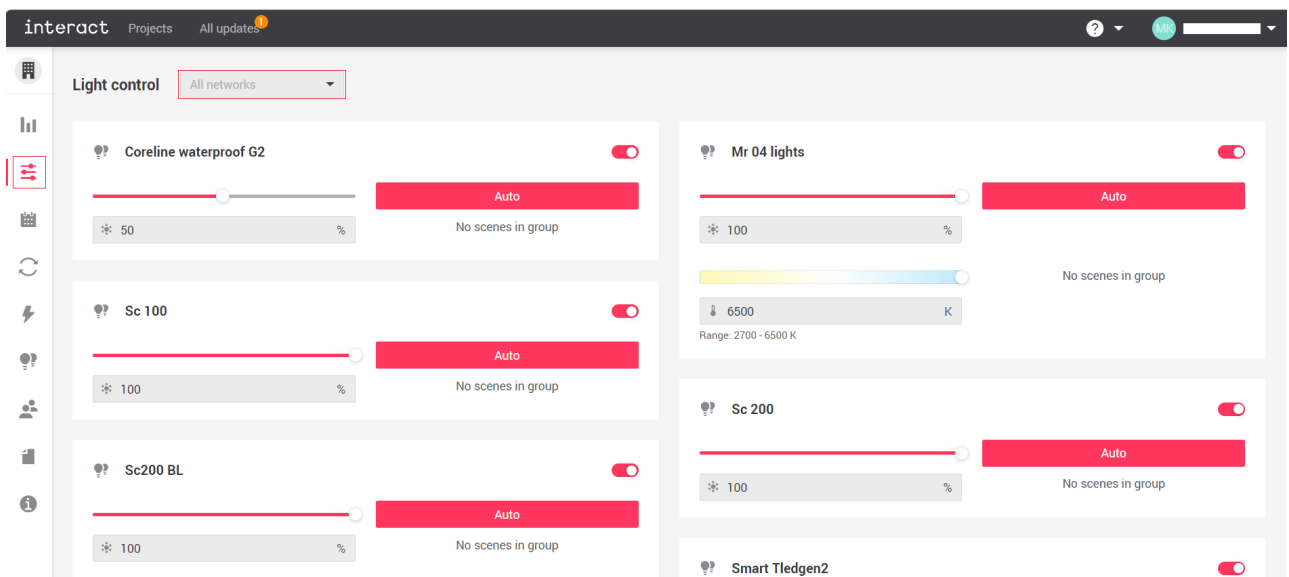 interact Projects All updates 1 ? MK
Light control All networks
Coreline waterproof G2
Auto
50 %
No scenes in group
Sc 100
Auto
100 %
No scenes in group
Sc200 BL
Auto
100 %
No scenes in group
Mr 04 lights
Auto
100 %
No scenes in group
6500 K
Range: 2700 - 6500 K
Sc 200
Auto
100 %
No scenes in group
Smart Tledgen2